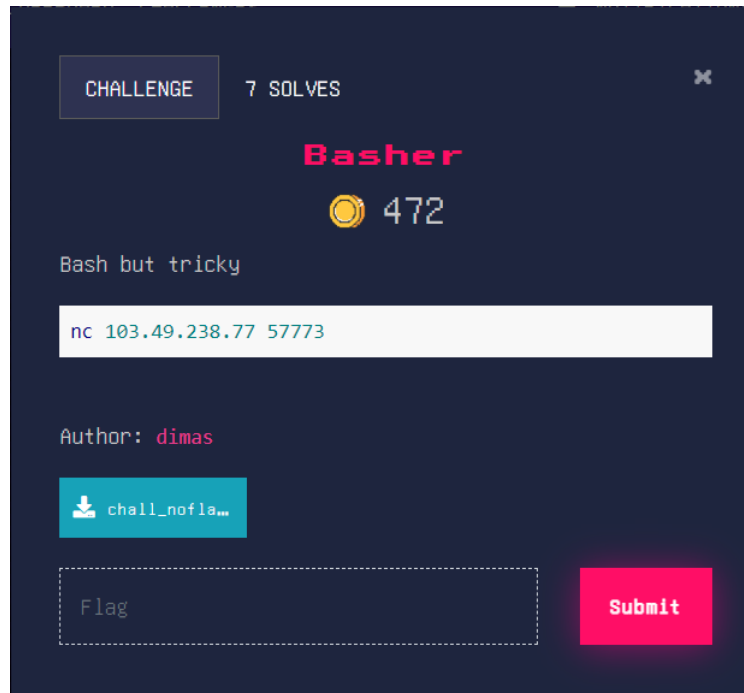 CHALLENGE 7 SOLVES
Basher
472
Bash but tricky
nc 103.49.238.77 57773
Author: dimas
chall_nofla…
Flag
Submit